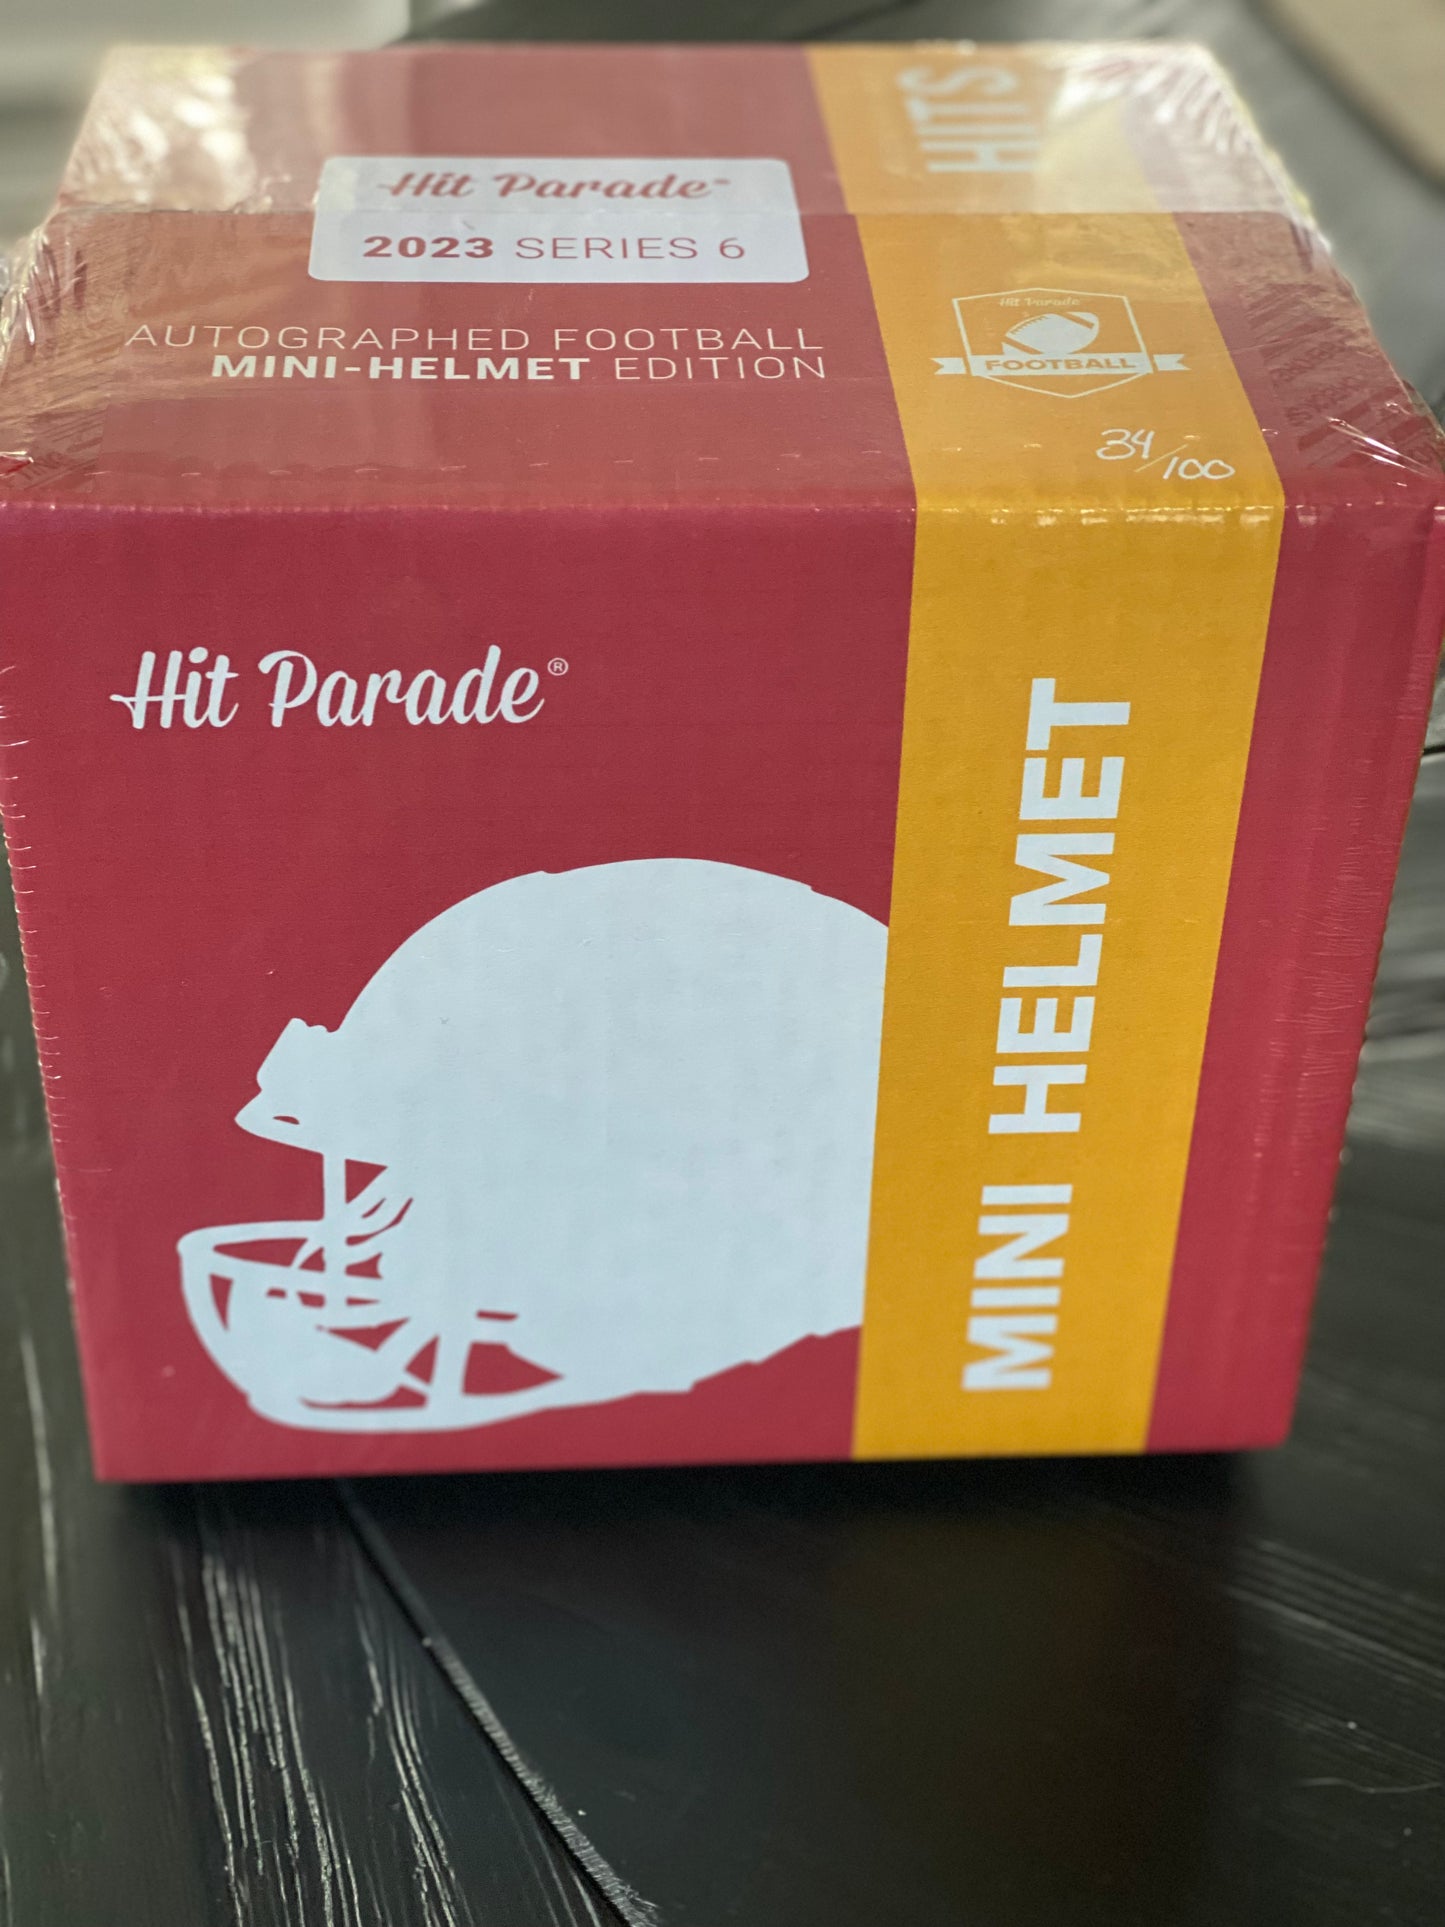 HITS
Hit Parade™
2023 SERIES 6
AUTOGRAPHED FOOTBALL
MINI-HELMET EDITION
Hit Parade
FOOTBALL
34/100
Hit Parade®
MINI HELMET